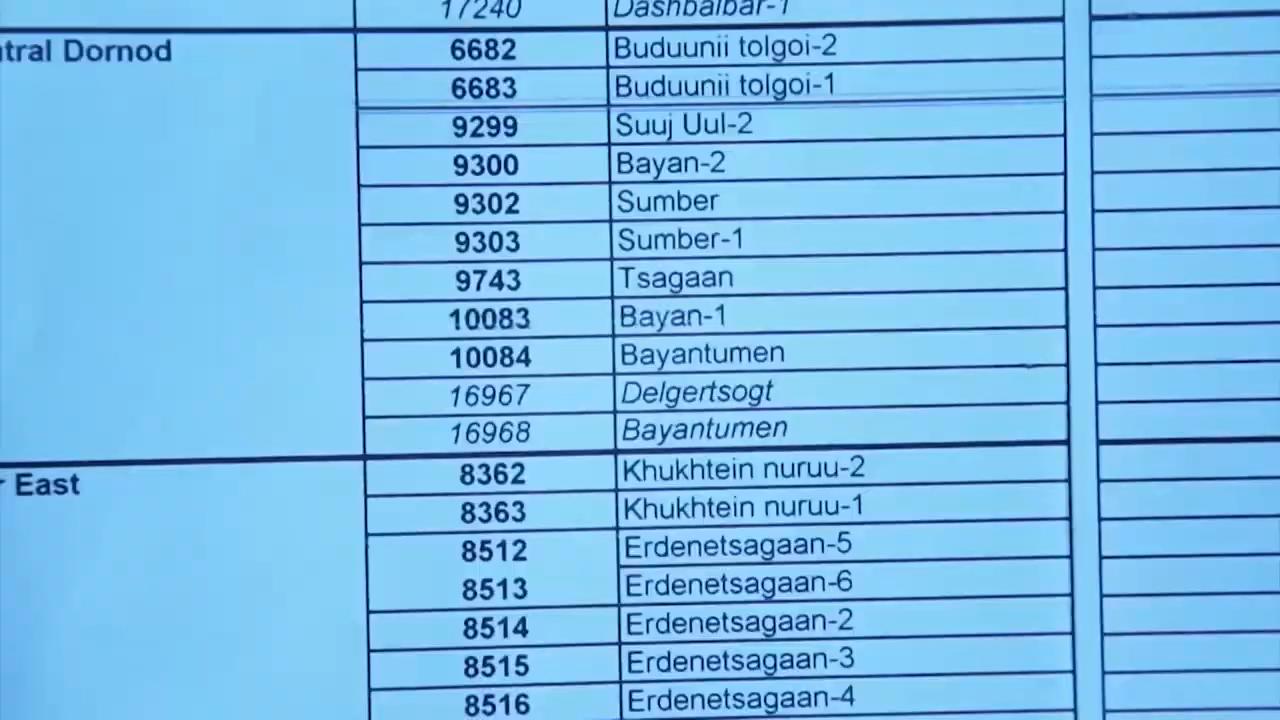 17240 Dashbalbar-1
Dornod 6682 Buduunii tolgoi-2
6683 Buduunii tolgoi-1
9299 Suuj Uul-2
9300 Bayan-2
9302 Sumber
9303 Sumber-1
9743 Tsagaan
10083 Bayan-1
10084 Bayantumen
16967 Delgertsogt
16968 Bayantumen
East 8362 Khukhtein nuruu-2
8363 Khukhtein nuruu-1
8512 Erdenetsagaan-5
8513 Erdenetsagaan-6
8514 Erdenetsagaan-2
8515 Erdenetsagaan-3
8516 Erdenetsagaan-4